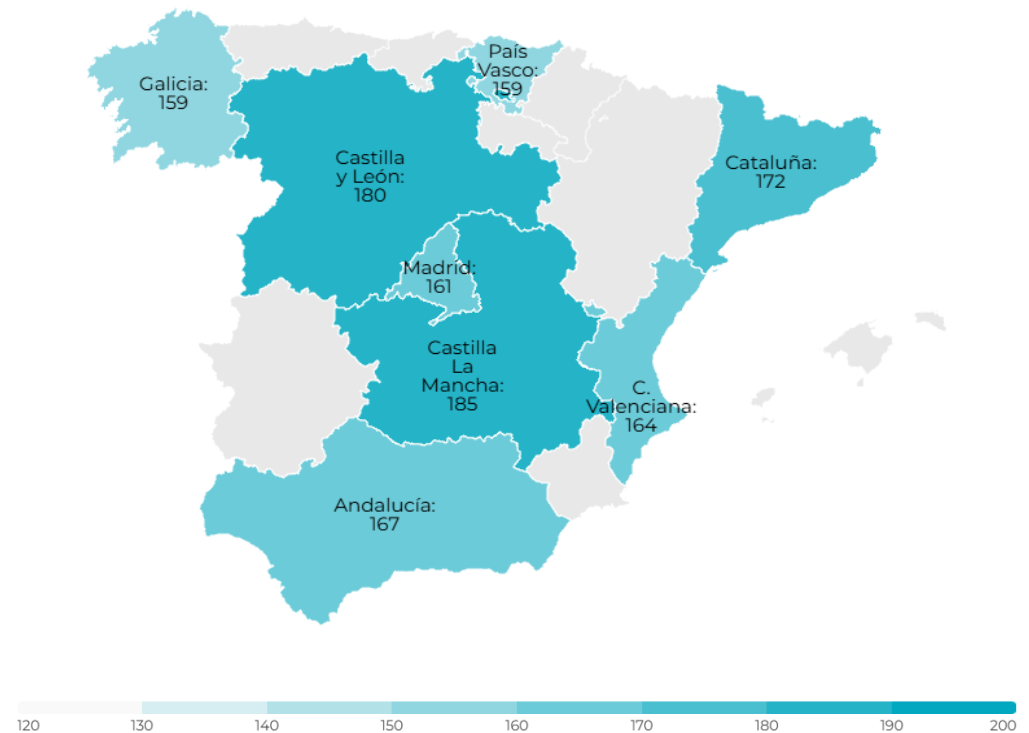 País
Vasco:
159
Galicia:
159
Castilla
y León:
180
Cataluña:
172
Madrid:
161
Castilla
La
Mancha:
185
C.
Valenciana:
164
Andalucía:
167
120 130 140 150 160 170 180 190 200